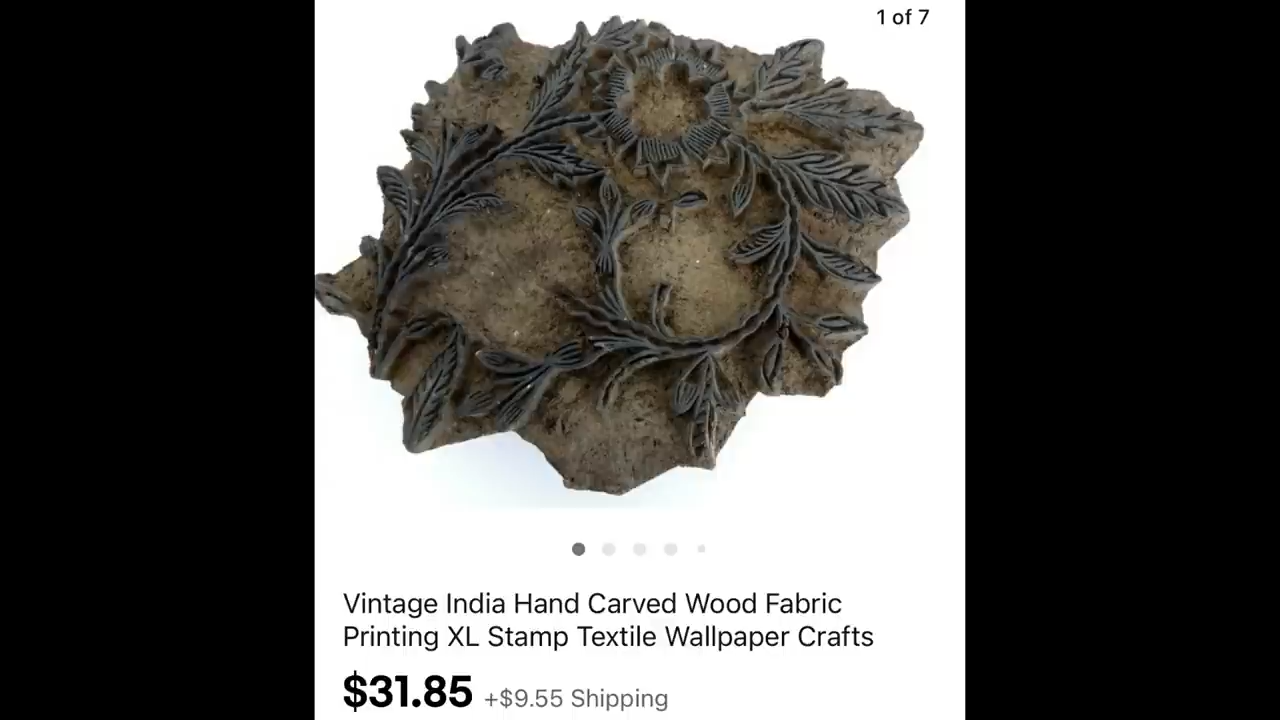 1 of 7
Vintage India Hand Carved Wood Fabric
Printing XL Stamp Textile Wallpaper Crafts
$31.85 +$9.55 Shipping